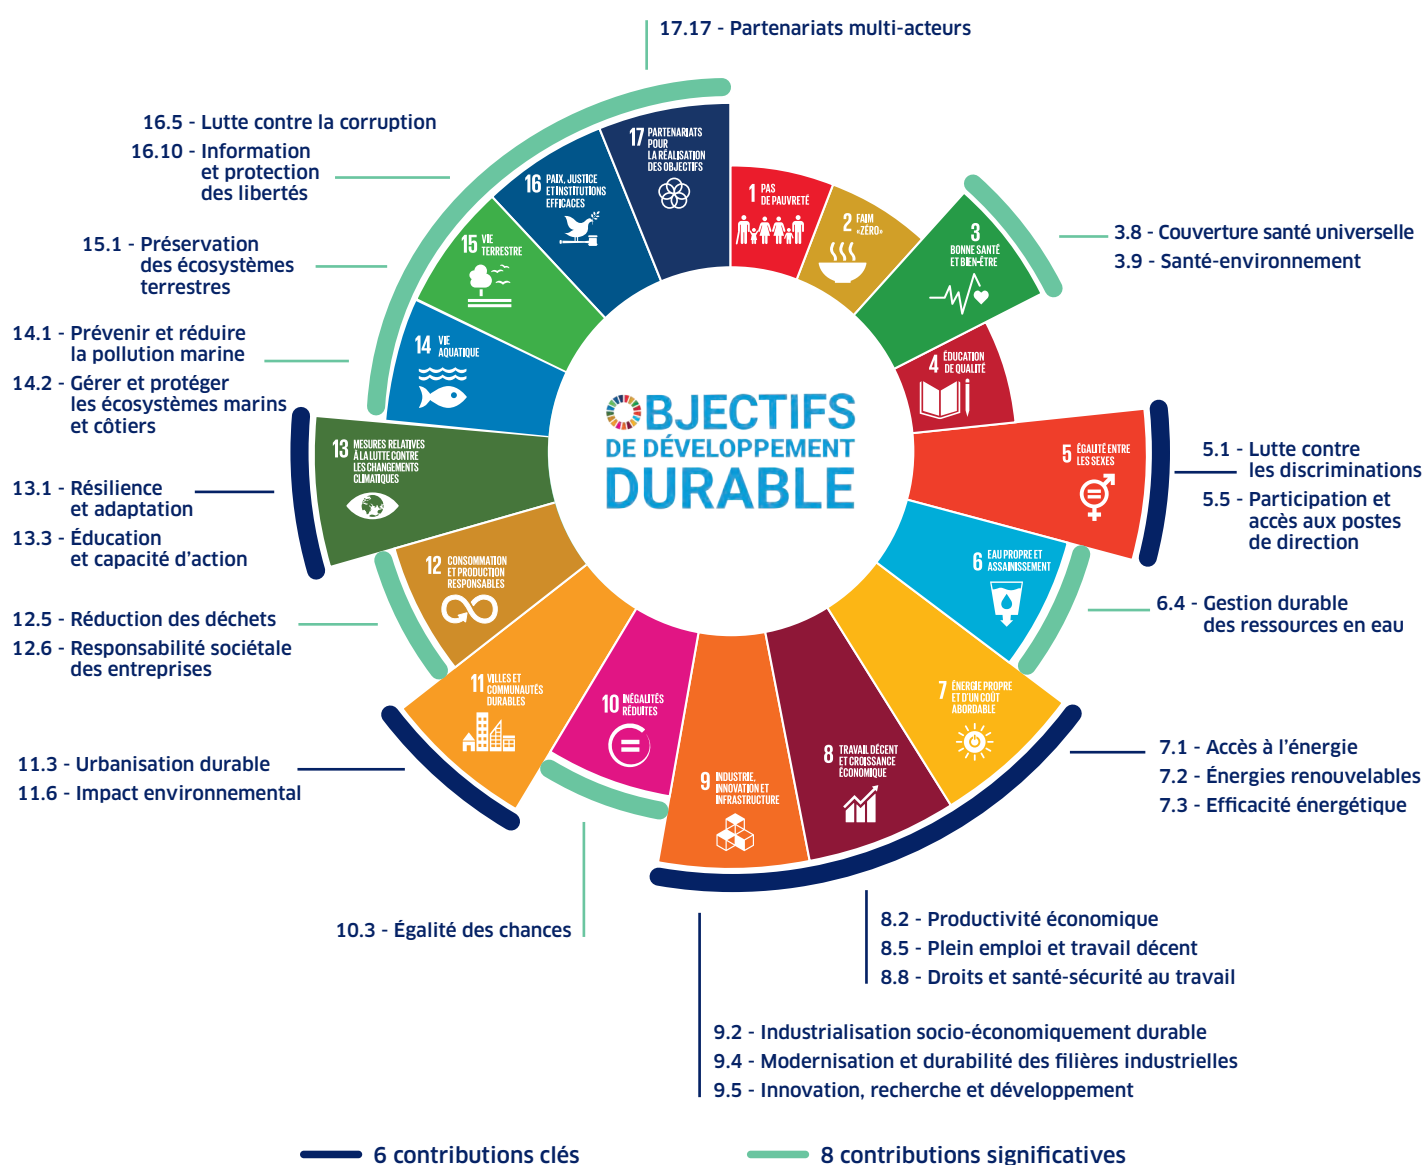 17.17 - Partenariats multi-acteurs
16.5 - Lutte contre la corruption
16.10 - Information
et protection
des libertés
15.1 - Préservation
des écosystèmes
terrestres
14.1 - Prévenir et réduire
la pollution marine
14.2 - Gérer et protéger
les écosystèmes marins
et côtiers
13.1 - Résilience
et adaptation
13.3 - Éducation
et capacité d'action
12.5 - Réduction des déchets
12.6 - Responsabilité sociétale
des entreprises
11.3 - Urbanisation durable
11.6 - Impact environnemental
10.3 - Égalité des chances
3.8 - Couverture santé universelle
3.9 - Santé-environnement
5.1 - Lutte contre
les discriminations
5.5 - Participation et
accès aux postes
de direction
6.4 - Gestion durable
des ressources en eau
7.1 - Accès à l'énergie
7.2 - Énergies renouvelables
7.3 - Efficacité énergétique
8.2 - Productivité économique
8.5 - Plein emploi et travail décent
8.8 - Droits et santé-sécurité au travail
9.2 - Industrialisation socio-économiquement durable
9.4 - Modernisation et durabilité des filières industrielles
9.5 - Innovation, recherche et développement
1 PAS
DE PAUVRETÉ
2 FAIM
«ZÉRO»
3
BONNE SANTÉ
ET BIEN-ÊTRE
4 ÉDUCATION
DE QUALITÉ
5 ÉGALITÉ ENTRE
LES SEXES
6 EAU PROPRE ET
ASSAINISSEMENT
7 ÉNERGIE PROPRE
ET D'UN COÛT
ABORDABLE
8 TRAVAIL DÉCENT
ET CROISSANCE
ÉCONOMIQUE
9 INDUSTRIE,
INNOVATION ET
INFRASTRUCTURE
10 INÉGALITÉS
RÉDUITES
11 VILLES ET
COMMUNAUTÉS
DURABLES
12 CONSOMMATION
ET PRODUCTION
RESPONSABLES
13 MESURES RELATIVES
À LA LUTTE CONTRE
LES CHANGEMENTS
CLIMATIQUES
14 VIE
AQUATIQUE
15 VIE
TERRESTRE
16 PAIX, JUSTICE
ET INSTITUTIONS
EFFICACES
17 PARTENARIATS
POUR
LA RÉALISATION
DES OBJECTIFS
OBJECTIFS
DE DÉVELOPPEMENT
DURABLE
6 contributions clés
8 contributions significatives